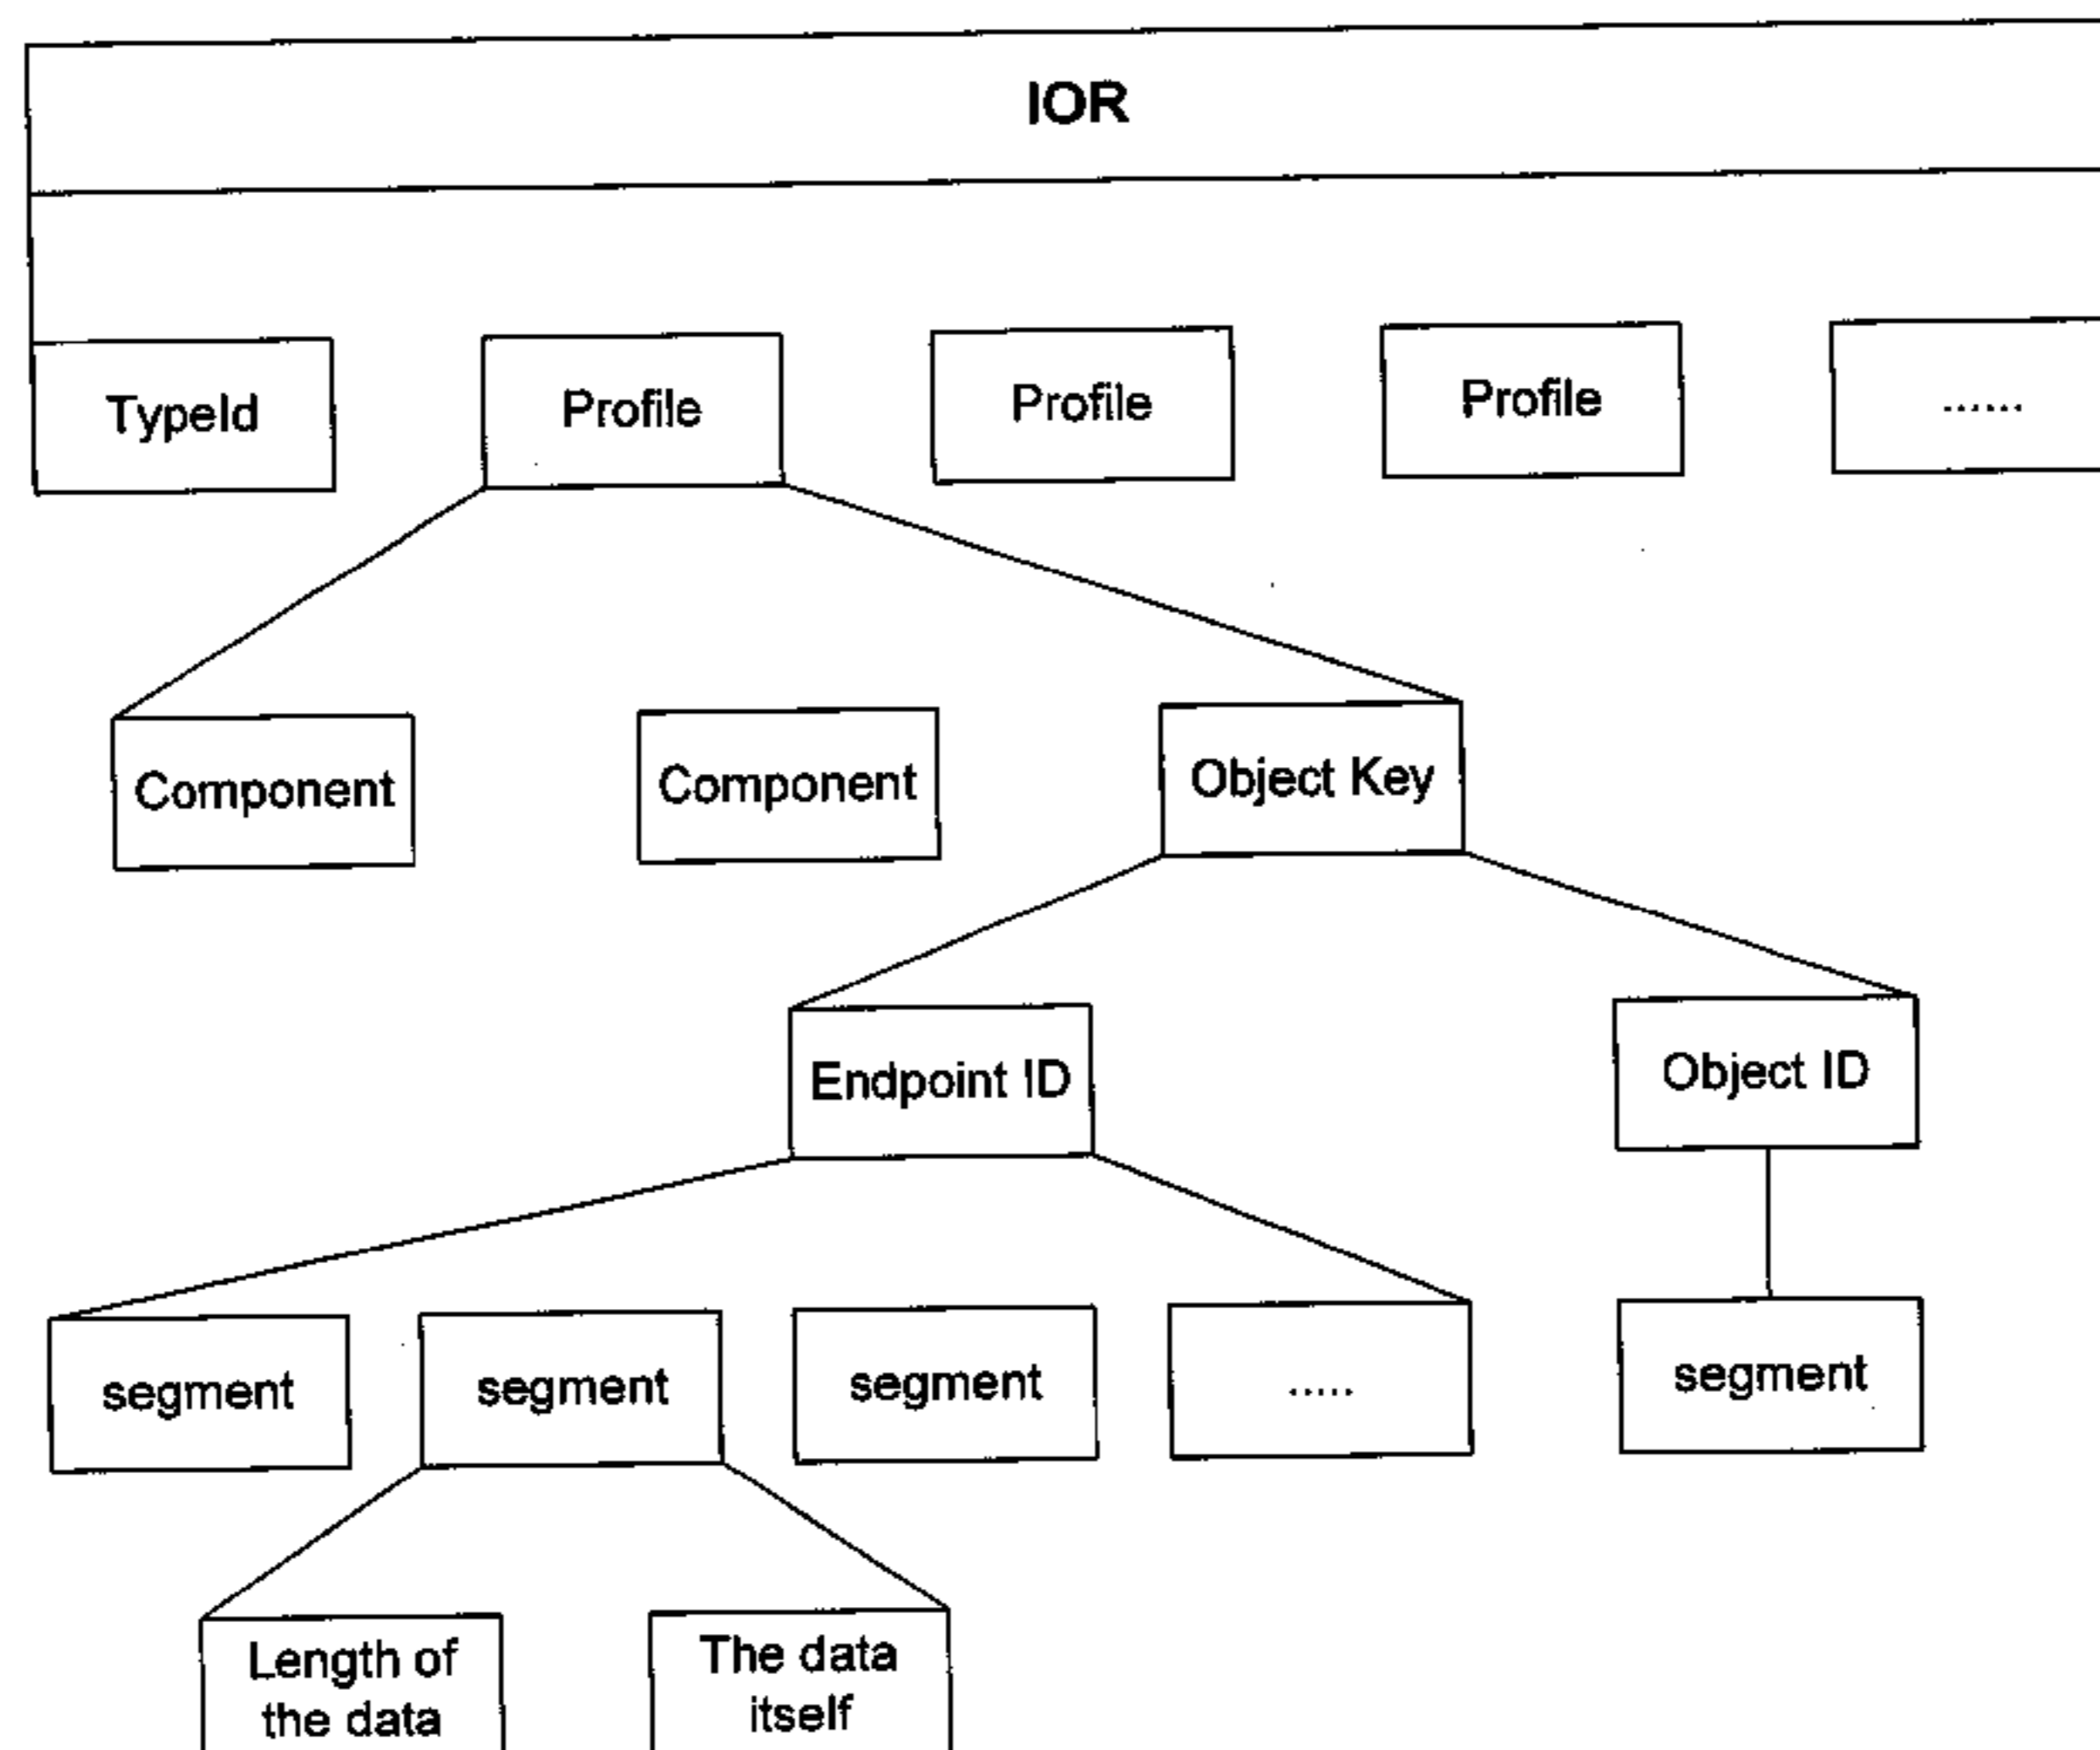 IOR
TypeId
Profile
Profile
Profile
......
Component
Component
Object Key
Endpoint ID
Object ID
segment
segment
segment
.....
segment
Length of
the data
The data
itself